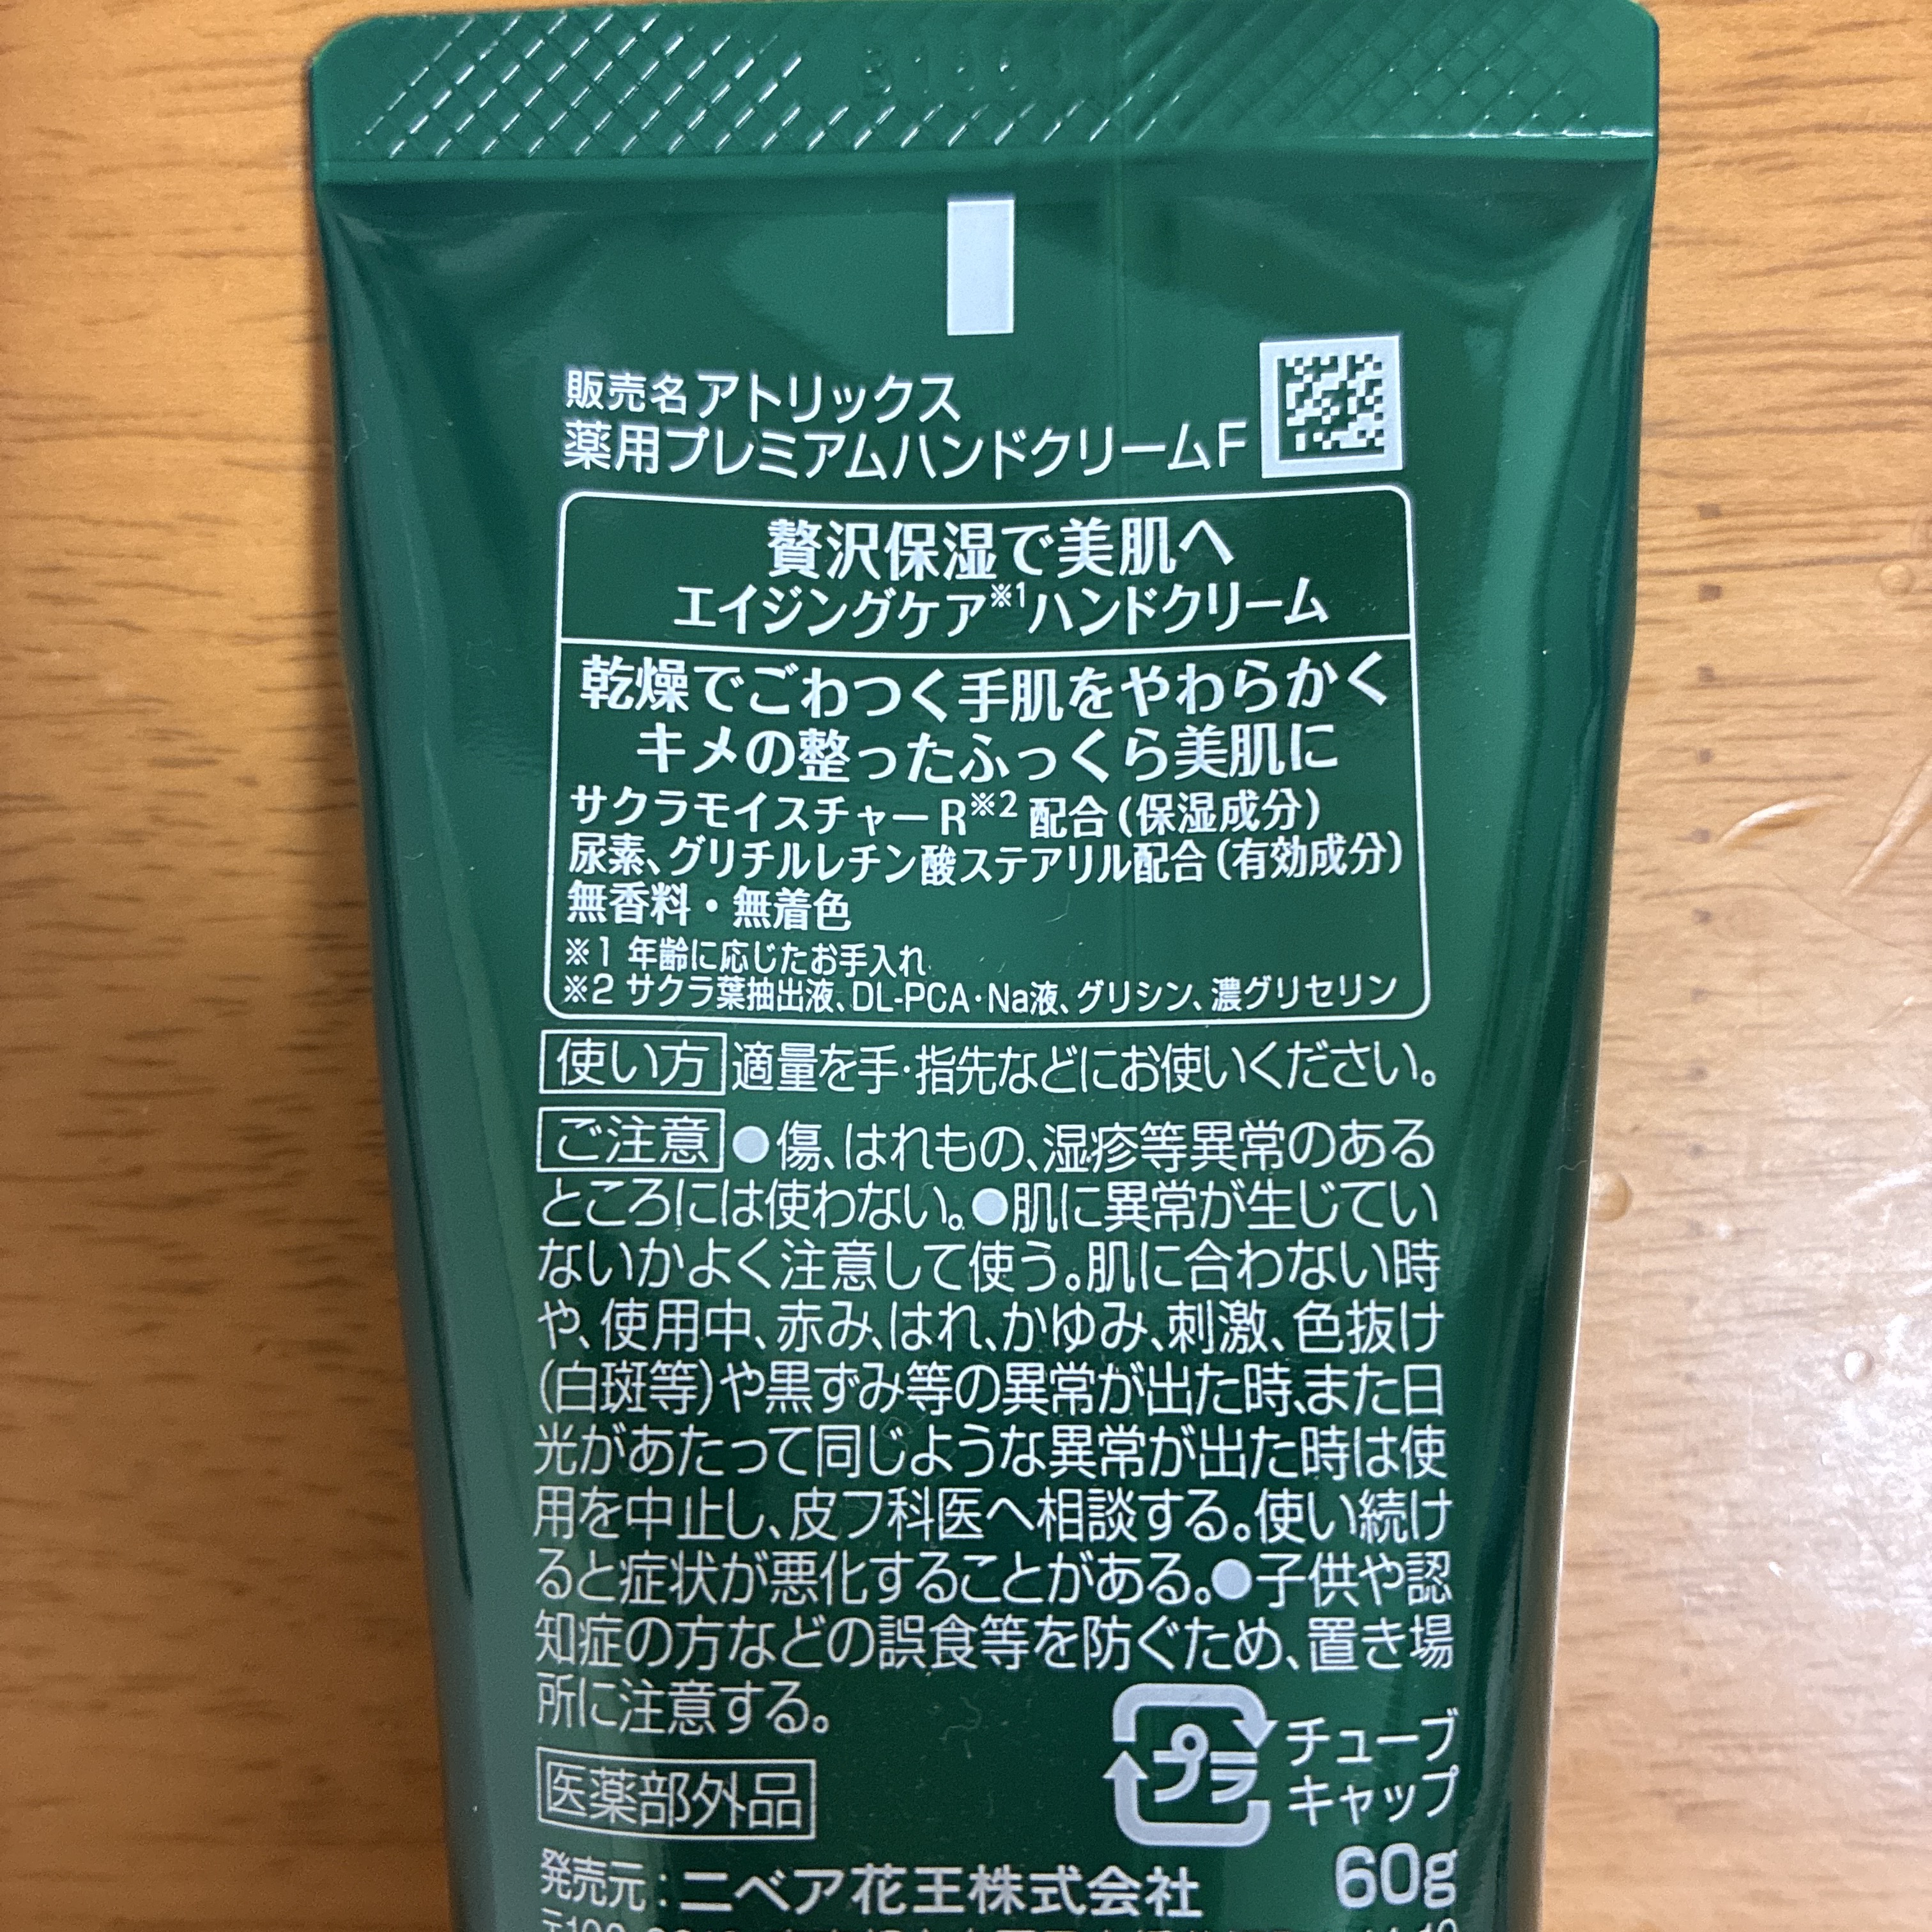 販売名アトリックス
薬用プレミアムハンドクリームF
贅沢保湿で美肌へ
エイジングケア※1ハンドクリーム
乾燥でごわつく手肌をやわらかく
キメの整ったふっくら美肌に
サクラモイスチャーR※2 配合(保湿成分)
尿素、グリチルレチン酸ステアリル配合(有効成分)
無香料・無着色
※1 年齢に応じたお手入れ
※2 サクラ葉抽出液、DL-PCA・Na液、グリシン、濃グリセリン
使い方 適量を手・指先などにお使いください。
ご注意 ●傷、はれもの、湿疹等異常のある
ところには使わない。●肌に異常が生じてい
ないかよく注意して使う。肌に合わない時
や、使用中、赤み、はれ、かゆみ、刺激、色抜け
(白斑等)や黒ずみ等の異常が出た時、また日
光があたって同じような異常が出た時は使
用を中止し、皮フ科医へ相談する。使い続け
ると症状が悪化することがある。●子供や認
知症の方などの誤食等を防ぐため、置き場
所に注意する。
プラ
チューブ
キャップ
医薬部外品
60g
発売元:ニベア花王株式会社